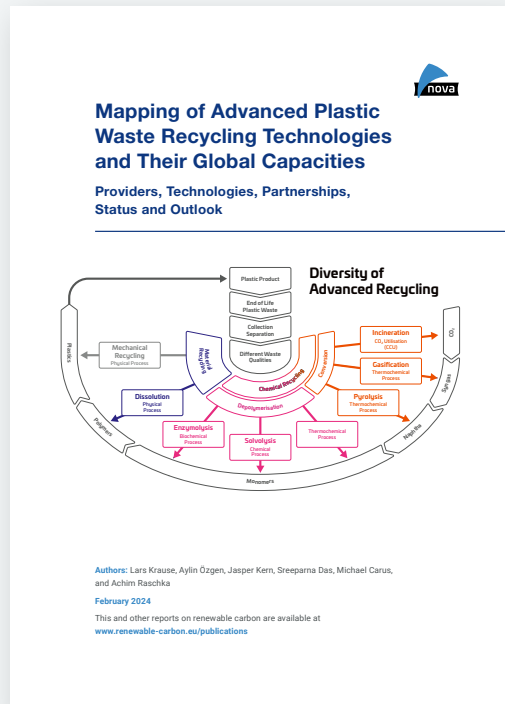 nova
Mapping of Advanced Plastic
Waste Recycling Technologies
and Their Global Capacities
Providers, Technologies, Partnerships,
Status and Outlook
Diversity of
Advanced Recycling
Plastic Product
End of Life
Plastic Waste
Collection
Separation
Different Waste
Qualities
Plastics
Mechanical
Recycling
Physical Process
Material
Recycling
Dissolution
Physical
Process
Polymers
Chemical Recycling
Depolymerisation
Conversion
Enzymolysis
Biochemical
Process
Solvolysis
Chemical
Process
Thermochemical
Process
Monomers
Incineration
CO₂ Utilisation
(CCU)
CO₂
Gasification
Thermochemical
Process
Syngas
Pyrolysis
Thermochemical
Process
Naphtha
Authors: Lars Krause, Aylin Özgen, Jasper Kern, Sreeparna Das, Michael Carus,
and Achim Raschka
February 2024
This and other reports on renewable carbon are available at
www.renewable-carbon.eu/publications